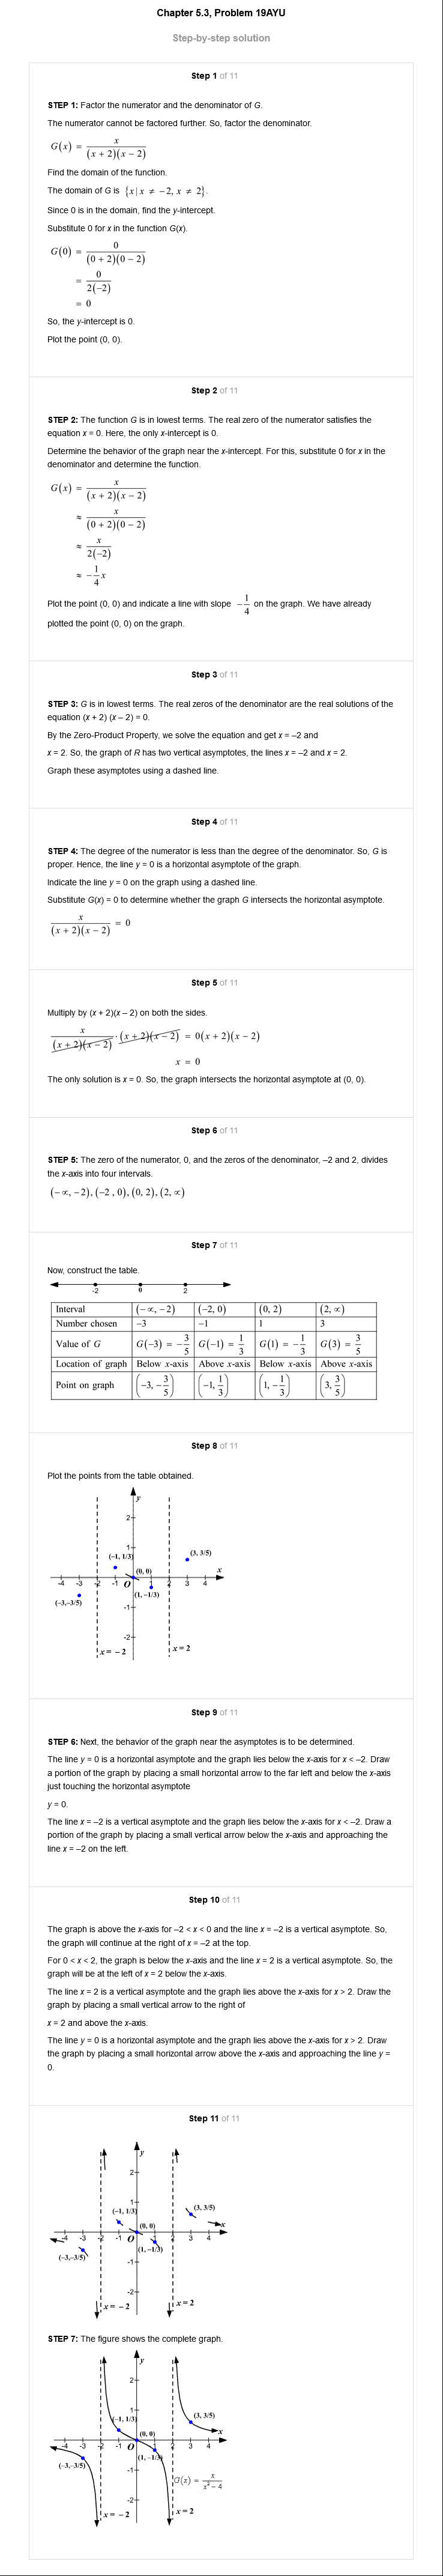 Chapter 5.3, Problem 19AYU
Step-by-step solution
Step 1 of 11
STEP 1: Factor the numerator and the denominator of G.
The numerator cannot be factored further. So, factor the denominator.
G(x) = x / (x + 2)(x − 2)
Find the domain of the function.
The domain of G is {x | x ≠ −2, x ≠ 2}.
Since 0 is in the domain, find the y-intercept.
Substitute 0 for x in the function G(x).
G(0) = 0 / (0 + 2)(0 − 2)
= 0 / 2(−2)
= 0
So, the y-intercept is 0.
Plot the point (0, 0).
Step 2 of 11
STEP 2: The function G is in lowest terms. The real zero of the numerator satisfies the
equation x = 0. Here, the only x-intercept is 0.
Determine the behavior of the graph near the x-intercept. For this, substitute 0 for x in the
denominator and determine the function.
G(x) = x / (x + 2)(x − 2)
≈ x / (0 + 2)(0 − 2)
≈ x / 2(−2)
≈ −1/4 x
Plot the point (0, 0) and indicate a line with slope −1/4 on the graph. We have already
plotted the point (0, 0) on the graph.
Step 3 of 11
STEP 3: G is in lowest terms. The real zeros of the denominator are the real solutions of the
equation (x + 2) (x – 2) = 0.
By the Zero-Product Property, we solve the equation and get x = –2 and
x = 2. So, the graph of R has two vertical asymptotes, the lines x = –2 and x = 2.
Graph these asymptotes using a dashed line.
Step 4 of 11
STEP 4: The degree of the numerator is less than the degree of the denominator. So, G is
proper. Hence, the line y = 0 is a horizontal asymptote of the graph.
Indicate the line y = 0 on the graph using a dashed line.
Substitute G(x) = 0 to determine whether the graph G intersects the horizontal asymptote.
x / (x + 2)(x − 2) = 0
Step 5 of 11
Multiply by (x + 2)(x – 2) on both the sides.
x / (x + 2)(x − 2) · (x + 2)(x − 2) = 0(x + 2)(x − 2)
x = 0
The only solution is x = 0. So, the graph intersects the horizontal asymptote at (0, 0).
Step 6 of 11
STEP 5: The zero of the numerator, 0, and the zeros of the denominator, –2 and 2, divides
the x-axis into four intervals.
(−∞, −2), (−2 , 0), (0, 2), (2, ∞)
Step 7 of 11
Now, construct the table.
-2 0 2
Interval (−∞, −2) (−2, 0) (0, 2) (2, ∞)
Number chosen −3 −1 1 3
Value of G G(−3) = −3/5 G(−1) = 1/3 G(1) = −1/3 G(3) = 3/5
Location of graph Below x-axis Above x-axis Below x-axis Above x-axis
Point on graph (−3, −3/5) (−1, 1/3) (1, −1/3) (3, 3/5)
Step 8 of 11
Plot the points from the table obtained.
y
2
(–1, 1/3)
(3, 3/5)
(0, 0)
x
-4 -3 -2 -1 O 1 2 3 4
(–3,–3/5)
(1, –1/3)
-1
-2
x = – 2
x = 2
Step 9 of 11
STEP 6: Next, the behavior of the graph near the asymptotes is to be determined.
The line y = 0 is a horizontal asymptote and the graph lies below the x-axis for x < –2. Draw
a portion of the graph by placing a small horizontal arrow to the far left and below the x-axis
just touching the horizontal asymptote
y = 0.
The line x = –2 is a vertical asymptote and the graph lies below the x-axis for x < –2. Draw a
portion of the graph by placing a small vertical arrow below the x-axis and approaching the
line x = –2 on the left.
Step 10 of 11
The graph is above the x-axis for –2 < x < 0 and the line x = –2 is a vertical asymptote. So,
the graph will continue at the right of x = –2 at the top.
For 0 < x < 2, the graph is below the x-axis and the line x = 2 is a vertical asymptote. So, the
graph will be at the left of x = 2 below the x-axis.
The line x = 2 is a vertical asymptote and the graph lies above the x-axis for x > 2. Draw the
graph by placing a small vertical arrow to the right of
x = 2 and above the x-axis.
The line y = 0 is a horizontal asymptote and the graph lies above the x-axis for x > 2. Draw
the graph by placing a small horizontal arrow above the x-axis and approaching the line y =
0.
Step 11 of 11
y
2
1
(–1, 1/3)
(3, 3/5)
(0, 0)
x
-4 -3 -2 -1 O 1 2 3 4
(–3,–3/5)
(1, –1/3)
-1
-2
x = – 2
x = 2
STEP 7: The figure shows the complete graph.
y
2
1
(–1, 1/3)
(3, 3/5)
(0, 0)
x
-4 -3 -2 -1 O 1 2 3 4
(–3,–3/5)
(1, –1/3)
-1
G(x) = x / x² − 4
-2
x = – 2
x = 2